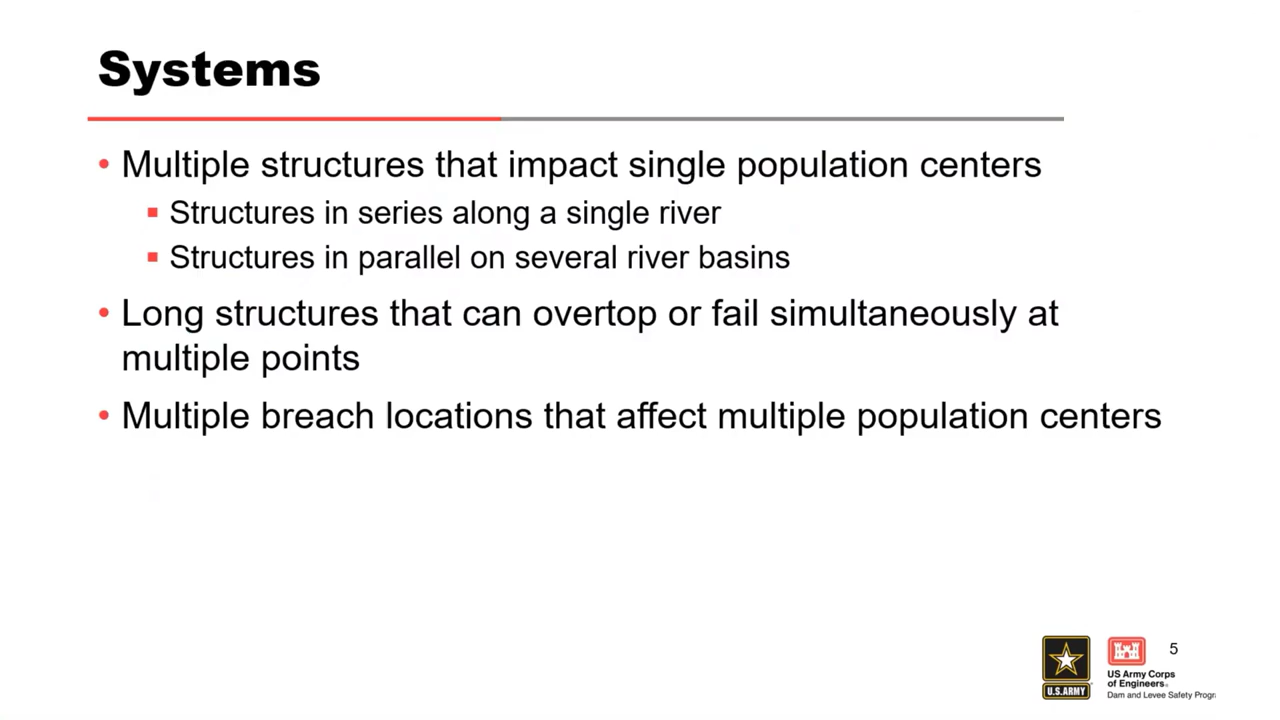 Systems
• Multiple structures that impact single population centers
▪ Structures in series along a single river
▪ Structures in parallel on several river basins
• Long structures that can overtop or fail simultaneously at
multiple points
• Multiple breach locations that affect multiple population centers
5
U.S.ARMY
US Army Corps
of Engineers®
Dam and Levee Safety Progr